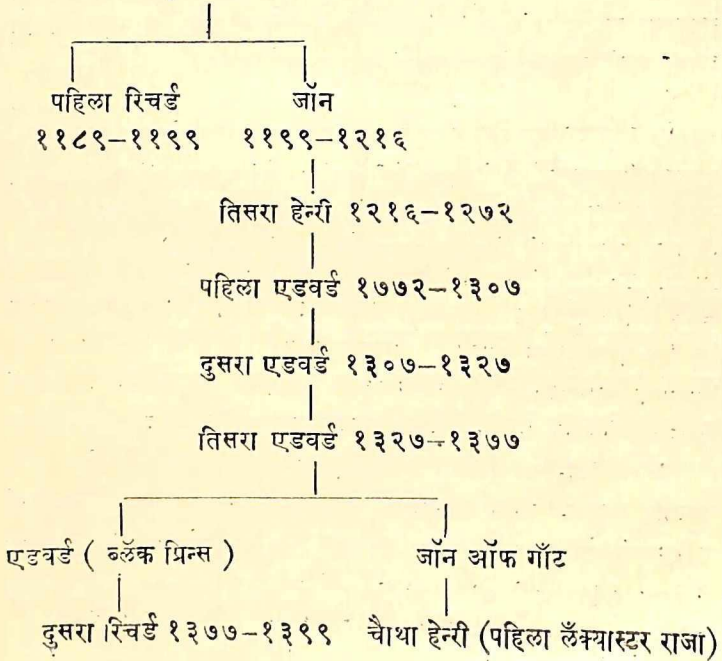 पहिला रिचर्ड जॉन
११८९–११९९ ११९९–१२१६
तिसरा हेन्री १२१६–१२७२
पहिला एडवर्ड १७७२–१३०७
दुसरा एडवर्ड १३०७–१३२७
तिसरा एडवर्ड १३२७–१३७७
एडवर्ड ( ब्लॅक प्रिन्स ) जॉन ऑफ गाँट
दुसरा रिचर्ड १३७७–१३९९ चौथा हेन्री (पहिला लँक्यास्टर राजा)